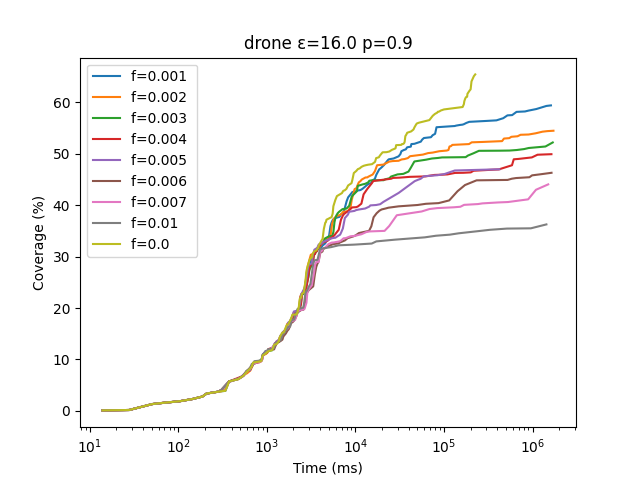 drone ε=16.0 p=0.9
f=0.001
f=0.002
f=0.003
f=0.004
f=0.005
f=0.006
f=0.007
f=0.01
f=0.0
Coverage (%)
60
50
40
30
20
10
0
10¹ 10² 10³ 10⁴ 10⁵ 10⁶
Time (ms)